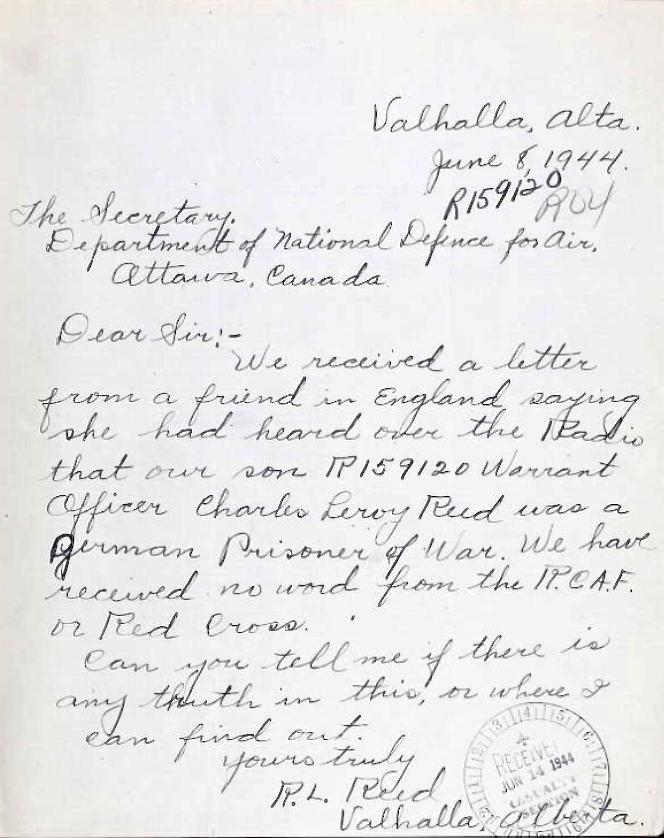 Valhalla, Alta.
June 8, 1944.
R159120
R04
The Secretary.
Department of National Defence for Air,
Ottawa, Canada.
Dear Sir:-
We received a letter
from a friend in England saying
she had heard over the Radio
that our son R159120 Warrant
Officer Charles Leroy Reed was a
German Prisoner of War. We have
received no word from the R.C.A.F.
or Red Cross.
Can you tell me if there is
any truth in this, or where I
can find out.
Yours truly
R.L. Reed
Valhalla, Alberta.
RECEIVED
JUN 14 1944
CASUALTY
SECTION